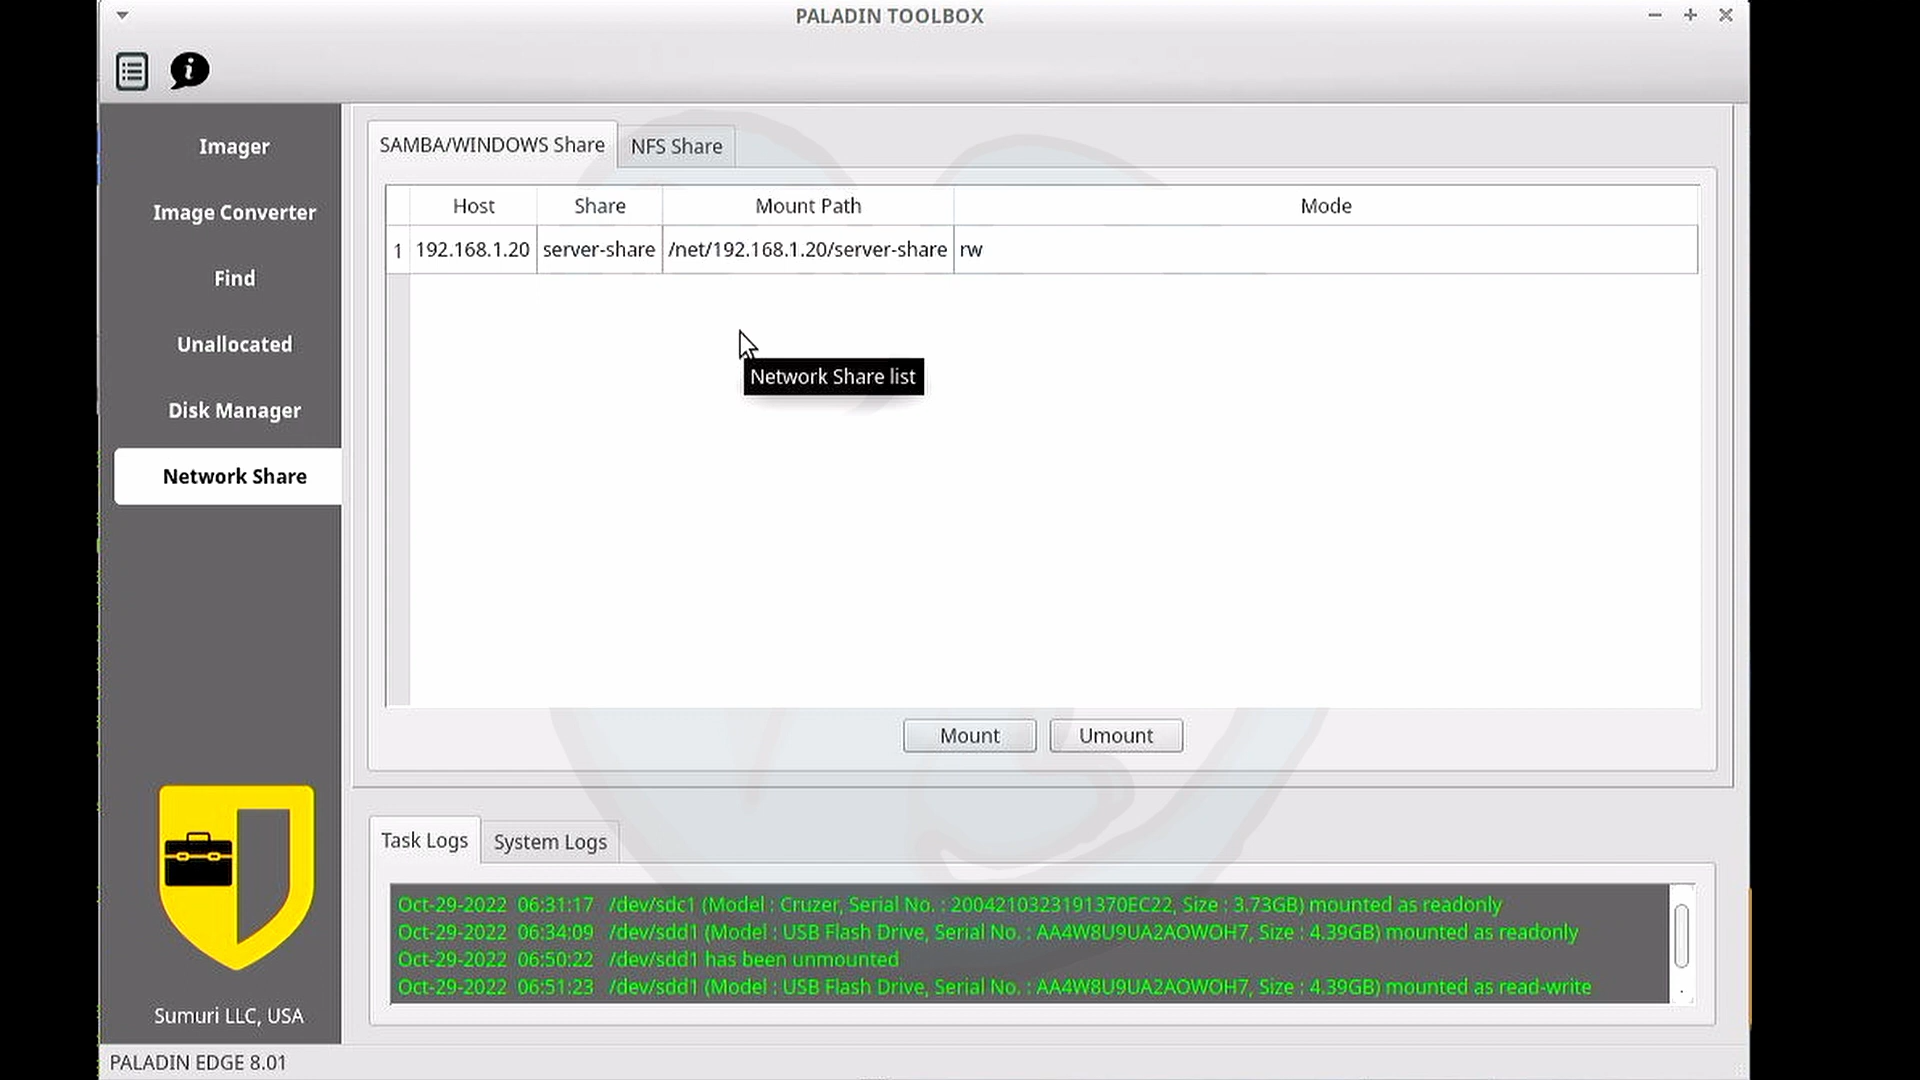 PALADIN TOOLBOX
Imager
Image Converter
Find
Unallocated
Disk Manager
Network Share
SAMBA/WINDOWS Share
NFS Share
Host Share Mount Path Mode
1 192.168.1.20 server-share /net/192.168.1.20/server-share rw
Network Share list
Mount Umount
Task Logs System Logs
Oct-29-2022 06:31:17 /dev/sdc1 (Model : Cruzer, Serial No. : 2004210323191370EC22, Size : 3.73GB) mounted as readonly
Oct-29-2022 06:34:09 /dev/sdd1 (Model : USB Flash Drive, Serial No. : AA4W8U9UA2AOWOH7, Size : 4.39GB) mounted as readonly
Oct-29-2022 06:50:22 /dev/sdd1 has been unmounted
Oct-29-2022 06:51:23 /dev/sdd1 (Model : USB Flash Drive, Serial No. : AA4W8U9UA2AOWOH7, Size : 4.39GB) mounted as read-write
Sumuri LLC, USA
PALADIN EDGE 8.01